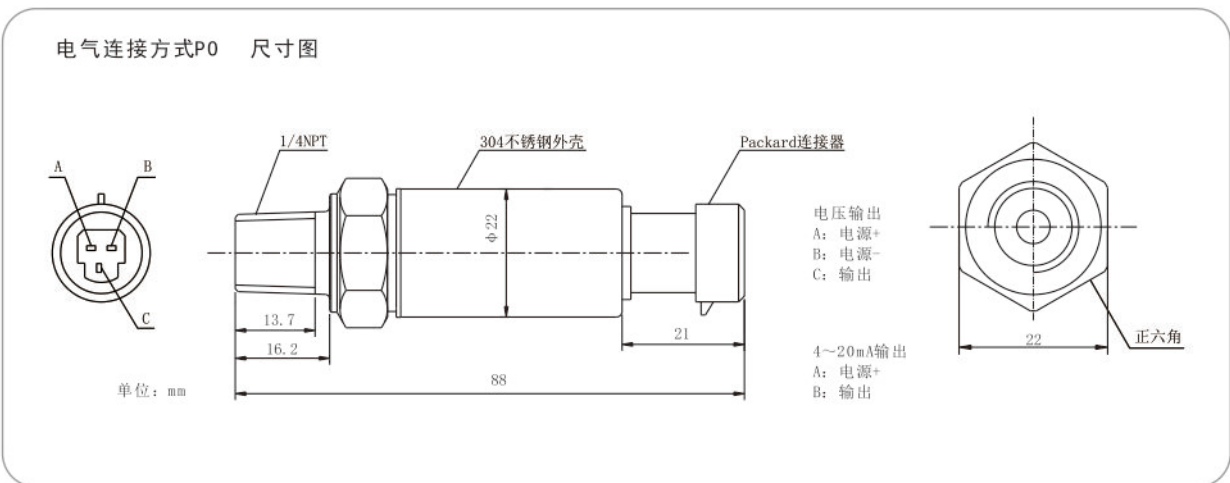 电气连接方式P0 尺寸图
1/4NPT
304不锈钢外壳
Packard连接器
A
B
C
φ22
13.7
16.2
21
88
单位：mm
电压输出
A：电源+
B：电源-
C：输出
4～20mA输出
A：电源+
B：输出
22
正六角